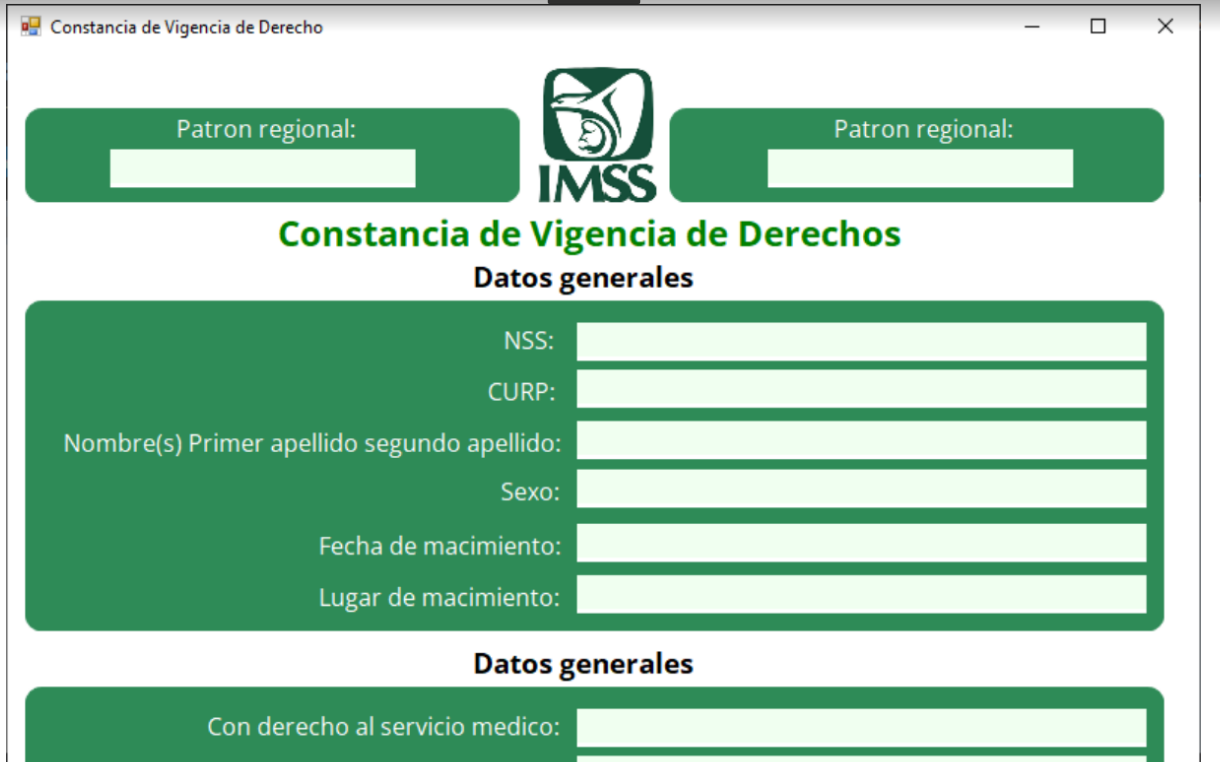 Constancia de Vigencia de Derecho
Patron regional:
Patron regional:
IMSS
Constancia de Vigencia de Derechos
Datos generales
NSS:
CURP:
Nombre(s) Primer apellido segundo apellido:
Sexo:
Fecha de macimiento:
Lugar de macimiento:
Datos generales
Con derecho al servicio medico: